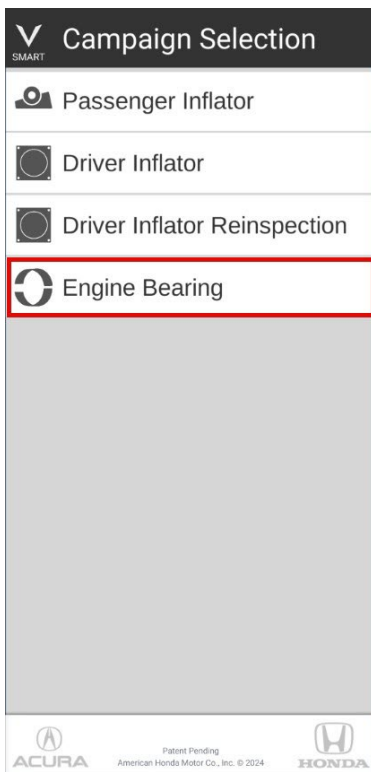 V
SMART
Campaign Selection
Passenger Inflator
Driver Inflator
Driver Inflator Reinspection
Engine Bearing
ACURA
Patent Pending
American Honda Motor Co., Inc. © 2024
HONDA